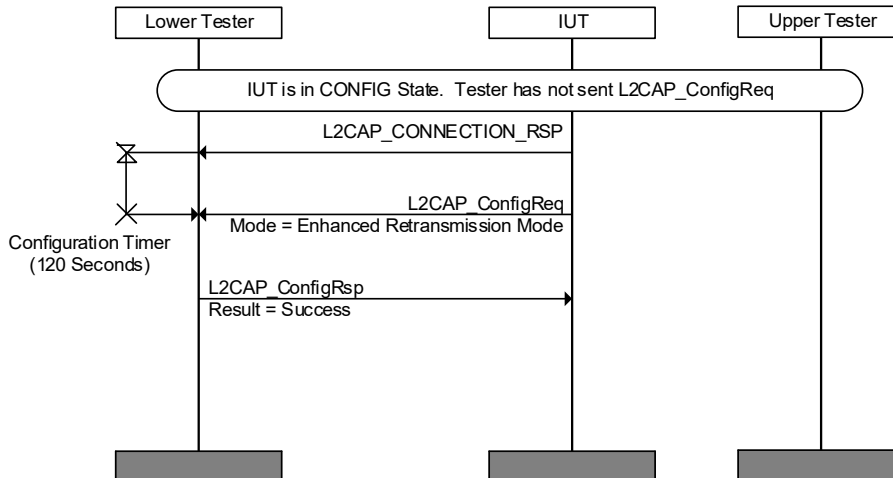 Lower Tester
IUT
Upper Tester
IUT is in CONFIG State. Tester has not sent L2CAP_ConfigReq
L2CAP_CONNECTION_RSP
L2CAP_ConfigReq
Mode = Enhanced Retransmission Mode
Configuration Timer
(120 Seconds)
L2CAP_ConfigRsp
Result = Success